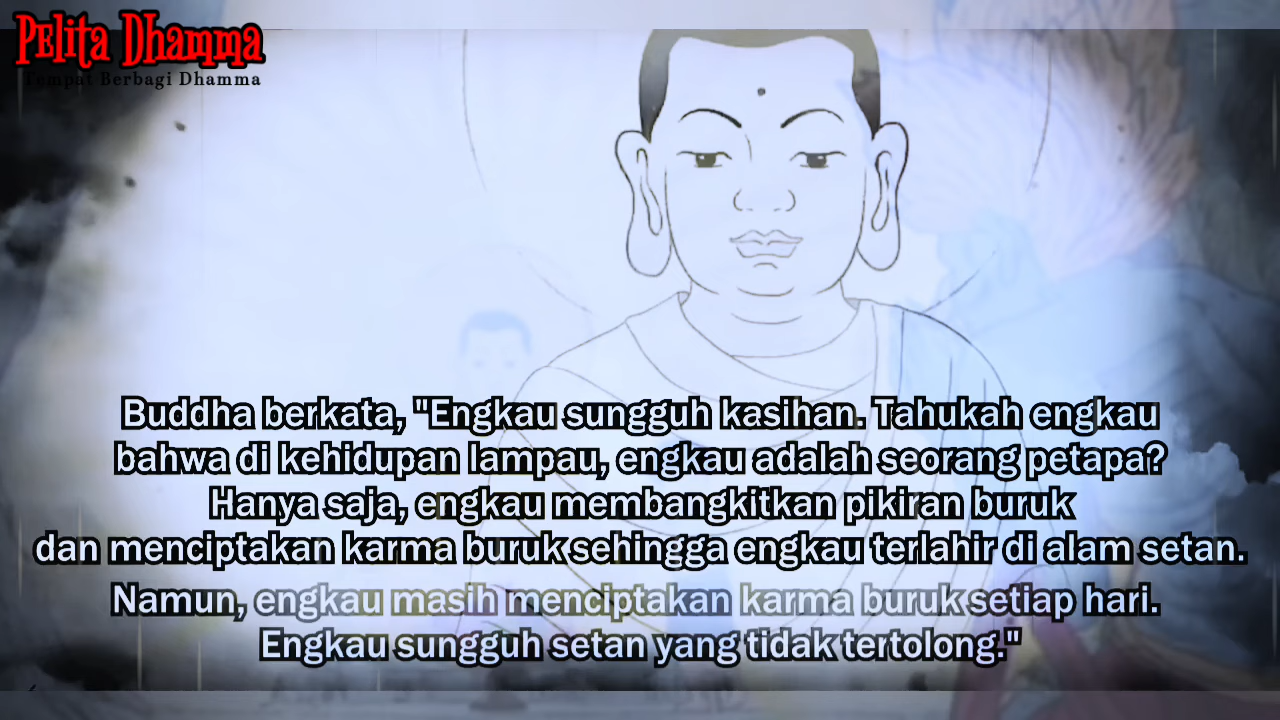 PElita Dhamma
Tempat Berbagi Dhamma
Buddha berkata, "Engkau sungguh kasihan. Tahukah engkau
bahwa di kehidupan lampau, engkau adalah seorang petapa?
Hanya saja, engkau membangkitkan pikiran buruk
dan menciptakan karma buruk sehingga engkau terlahir di alam setan.
Namun, engkau masih menciptakan karma buruk setiap hari.
Engkau sungguh setan yang tidak tertolong."